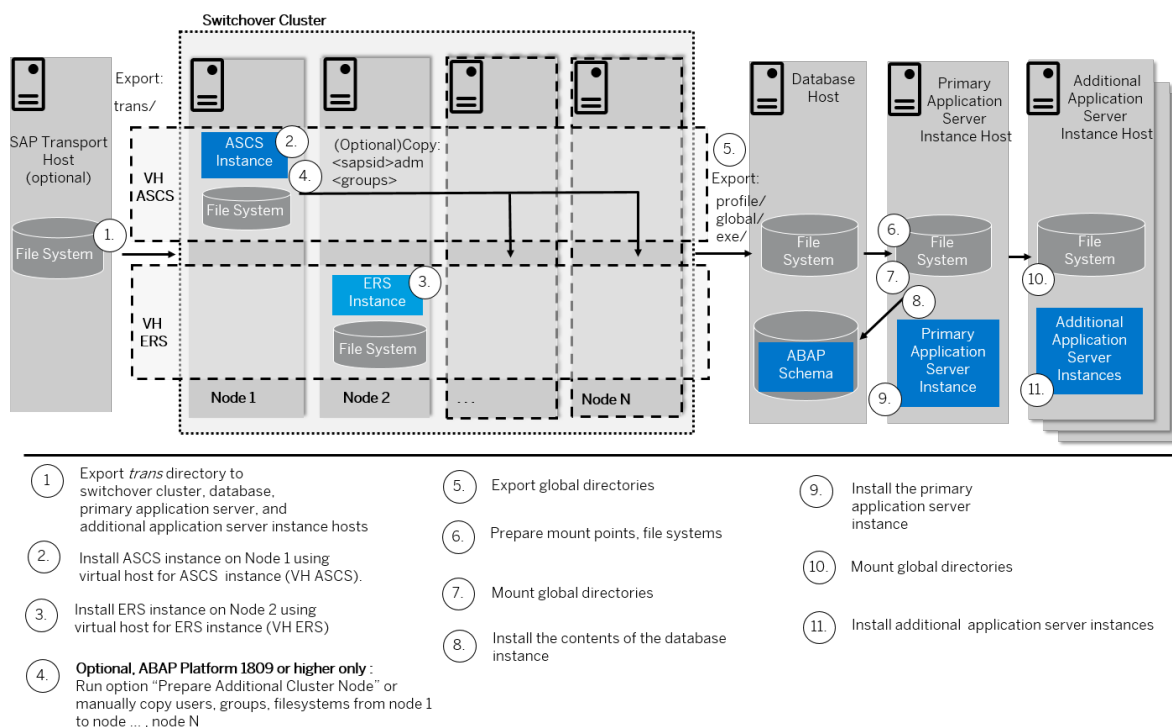 Switchover Cluster
Export:
trans/
SAP Transport
Host
(optional)
File System
1.
VH
ASCS
ASCS
Instance
2.
4.
File System
(Optional)Copy:
<sapsid>adm
<groups>
VH
ERS
ERS
Instance
3.
File System
Node 1
Node 2
. . .
Node N
5.
Export:
profile/
global/
exe/
Database
Host
File
System
ABAP
Schema
Primary
Application
Server
Instance Host
6.
File
System
7.
8.
Primary
Application
Server
Instance
9.
Additional
Application
Server
Instance Host
File
System
10.
Additional
Application
Server
Instances
11.
1
Export trans directory to
switchover cluster, database,
primary application server, and
additional application server instance hosts
2.
Install ASCS instance on Node 1 using
virtual host for ASCS instance (VH ASCS).
3.
Install ERS instance on Node 2 using
virtual host for ERS instance (VH ERS)
4.
Optional, ABAP Platform 1809 or higher only :
Run option “Prepare Additional Cluster Node” or
manually copy users, groups, filesystems from node 1
to node ... , node N
5.
Export global directories
6.
Prepare mount points, file systems
7.
Mount global directories
8.
Install the contents of the database
instance
9.
Install the primary
application server
instance
10.
Mount global directories
11.
Install additional application server instances